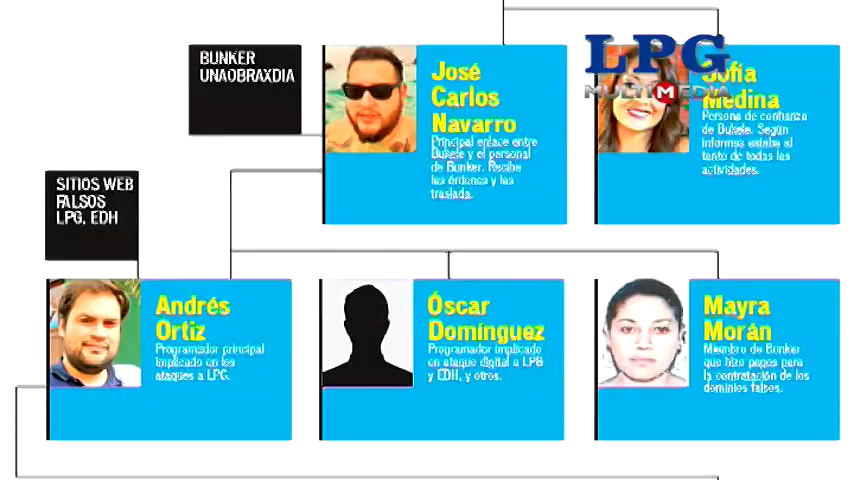 BUNKER
UNAOBRAXDIA
José
Carlos
Navarro
Principal enlace entre
Bukele y el personal
de Bunker. Recibe
las órdenes y las
traslada.
LPG
MULTIMEDIA
Sofía
Medina
Persona de confianza
de Bukele. Según
informes estaba al
tanto de todas las
actividades.
SITIOS WEB
FALSOS
LPG, EDH
Andrés
Ortiz
Programador principal
implicado en los
ataques a LPG.
Óscar
Domínguez
Programador implicado
en ataque digital a LPG
y EDH, y otros.
Mayra
Morán
Miembro de Bunker
que hizo pagos para
la contratación de los
dominios falsos.